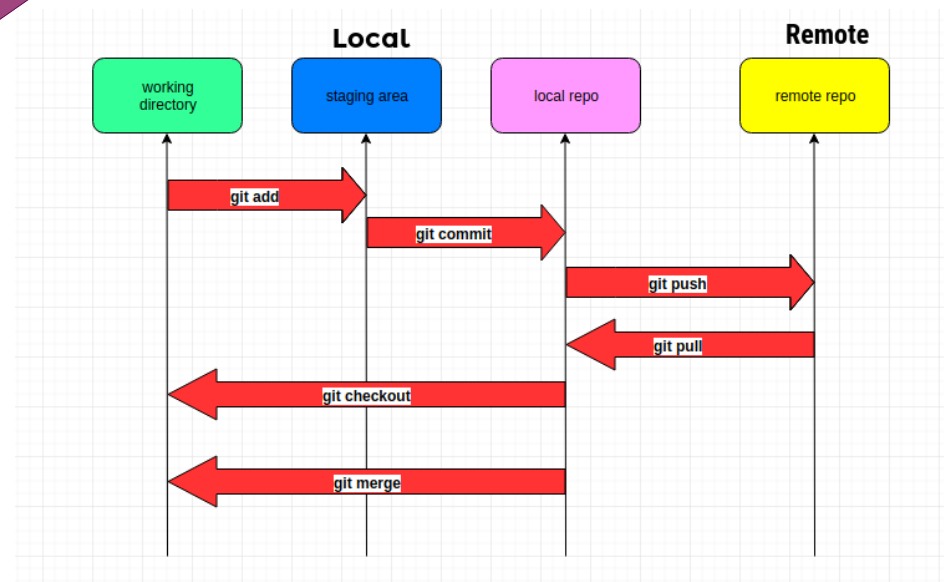 Local
Remote
working
directory
staging area
local repo
remote repo
git add
git commit
git push
git pull
git checkout
git merge